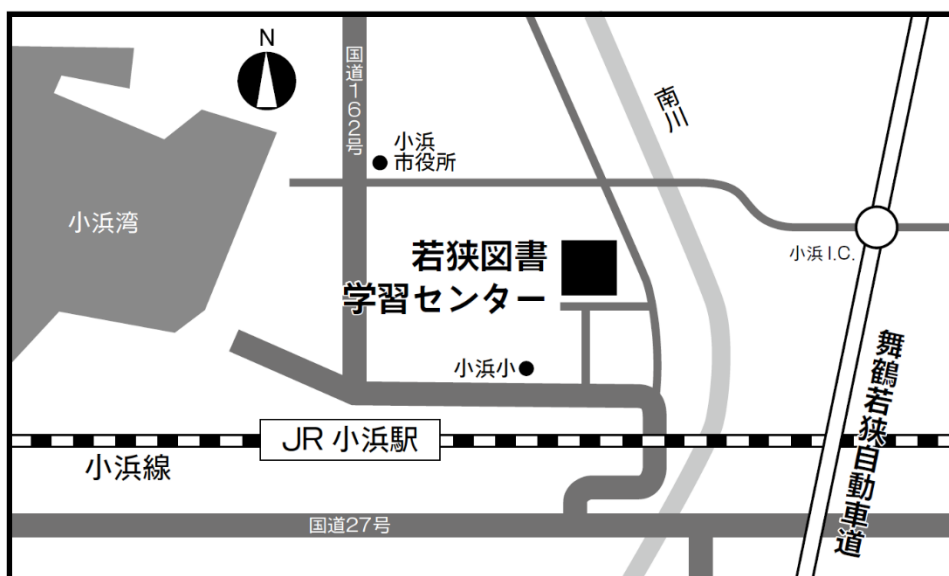 N
国道162号
南川
小浜
市役所
小浜湾
小浜 I.C.
若狭図書
学習センター
舞鶴若狭自動車道
小浜小
JR 小浜駅
小浜線
国道27号